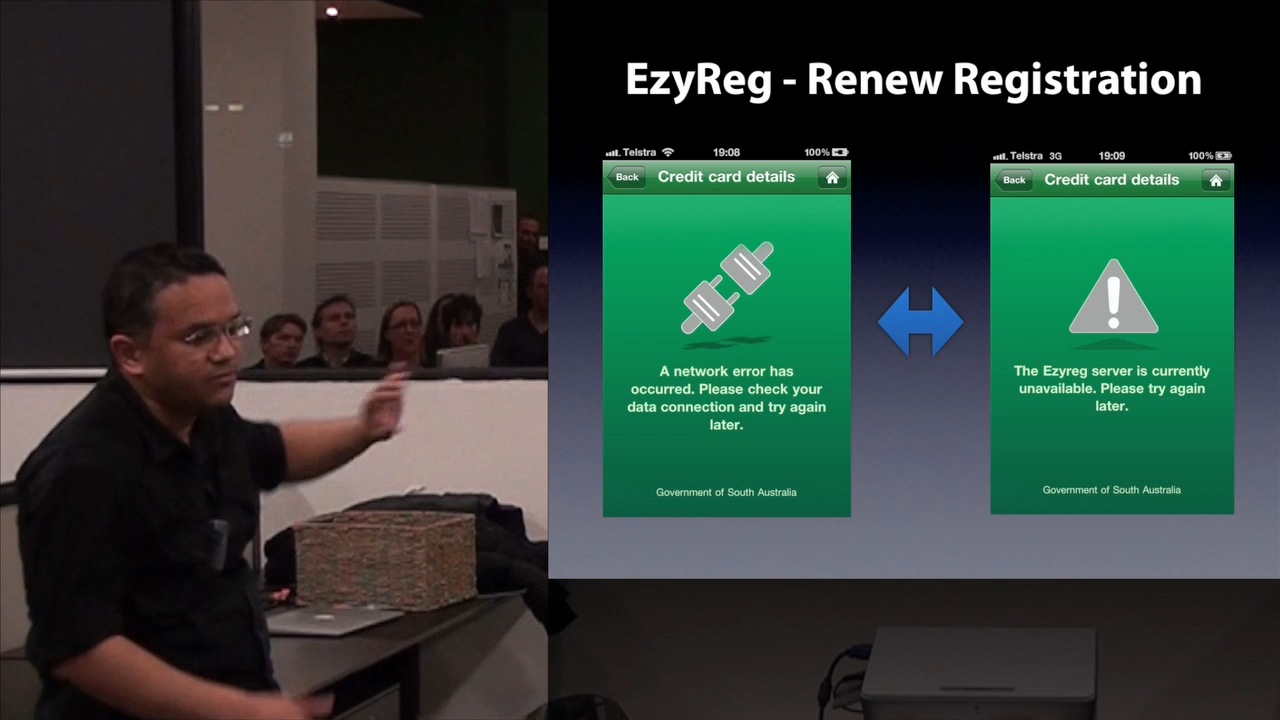 EzyReg - Renew Registration
Telstra 19:08 100%
Back Credit card details
A network error has
occurred. Please check your
data connection and try again
later.
Government of South Australia
Telstra 3G 19:09 100%
Back Credit card details
The Ezyreg server is currently
unavailable. Please try again
later.
Government of South Australia